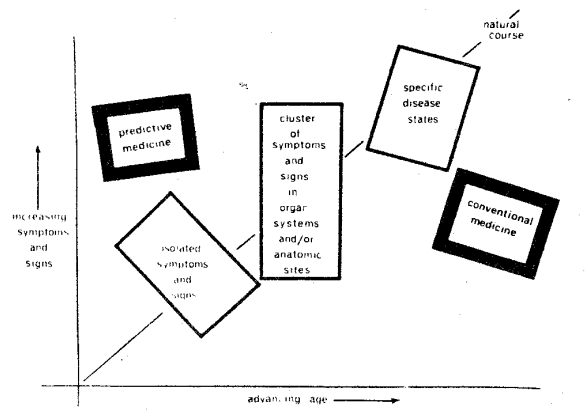 natural
course
specific
disease
states
predictive
medicine
cluster
of
symptoms
and
signs
in
organ
systems
and/or
anatomic
sites
conventional
medicine
increasing
symptoms
and
signs
isolated
symptoms
and
signs
advancing age